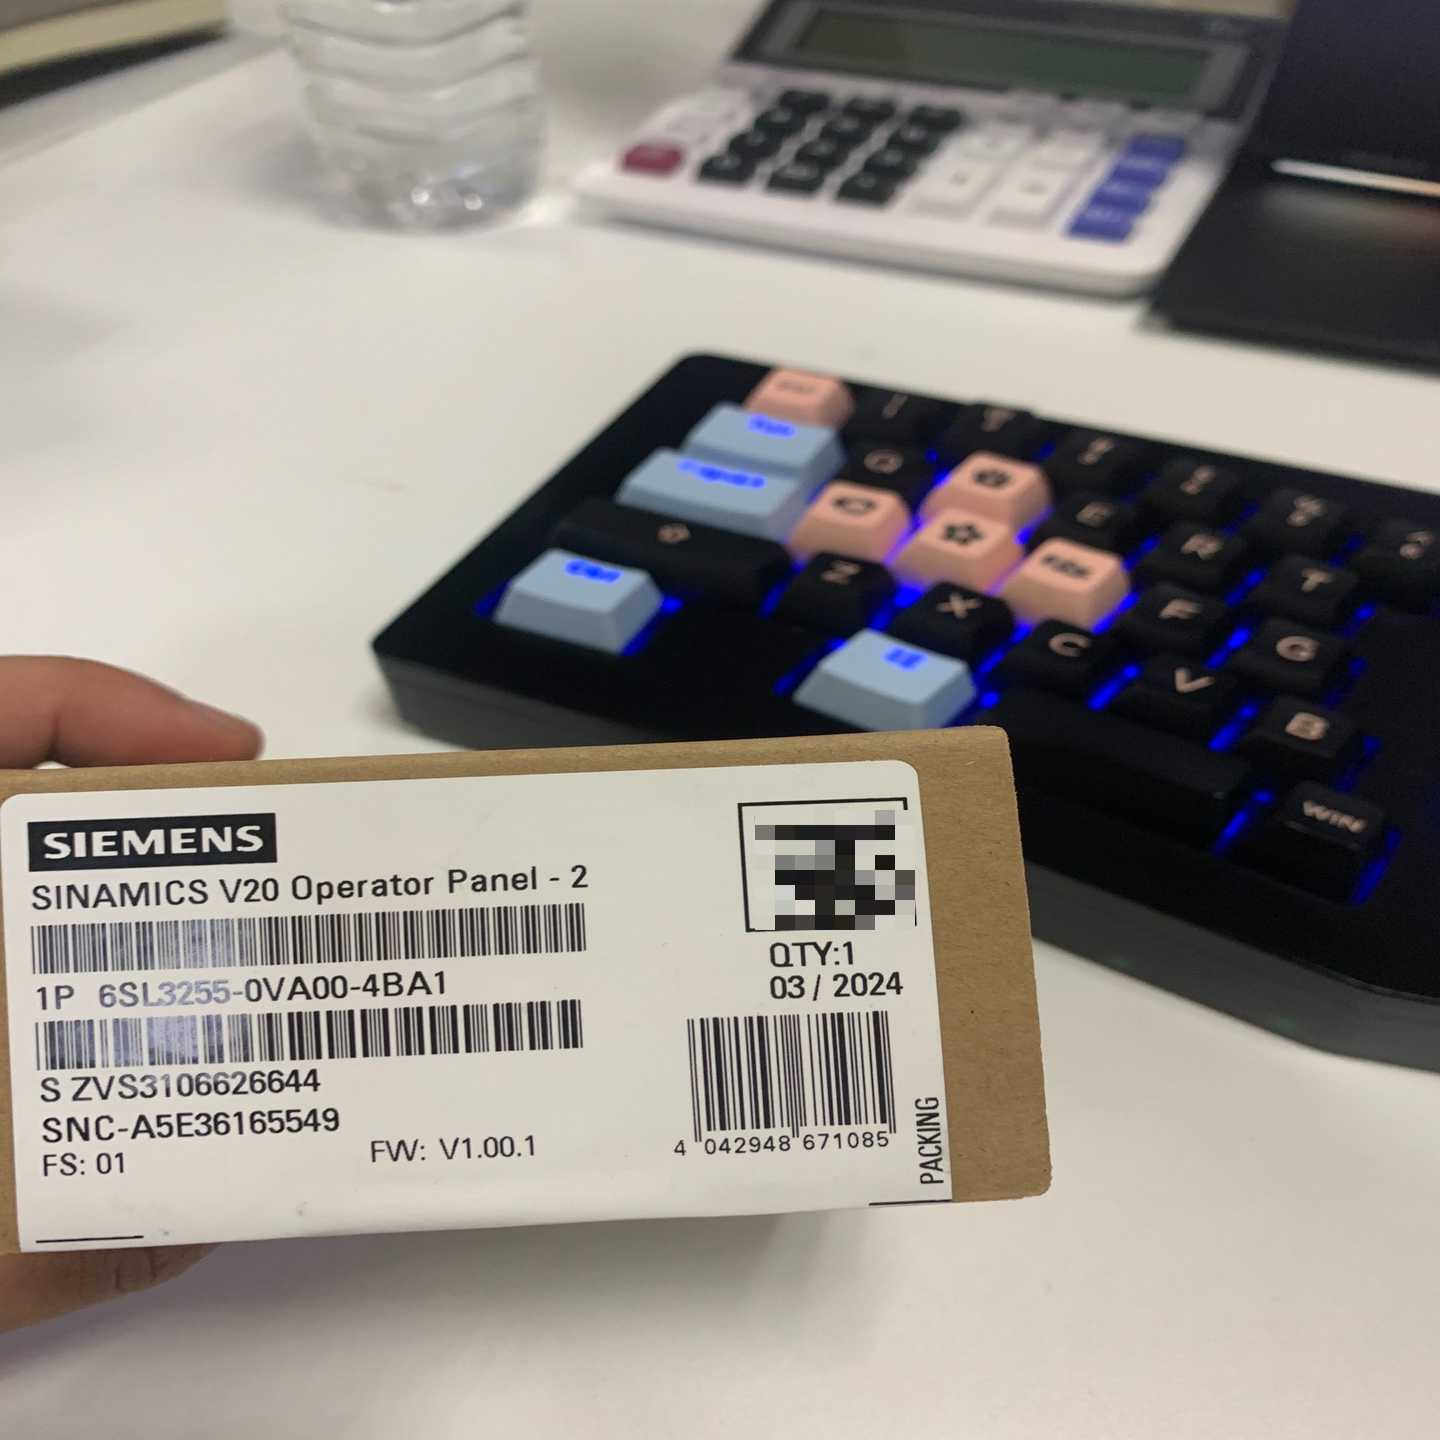 Q
E
R
T
Z
X
F
G
C
V
B
WIN
SIEMENS
SINAMICS V20 Operator Panel - 2
1P 6SL3255-0VA00-4BA1
S ZVS3106626644
SNC-A5E36165549
FS: 01
FW: V1.00.1
QTY:1
03 / 2024
4 042948 671085
PACKING